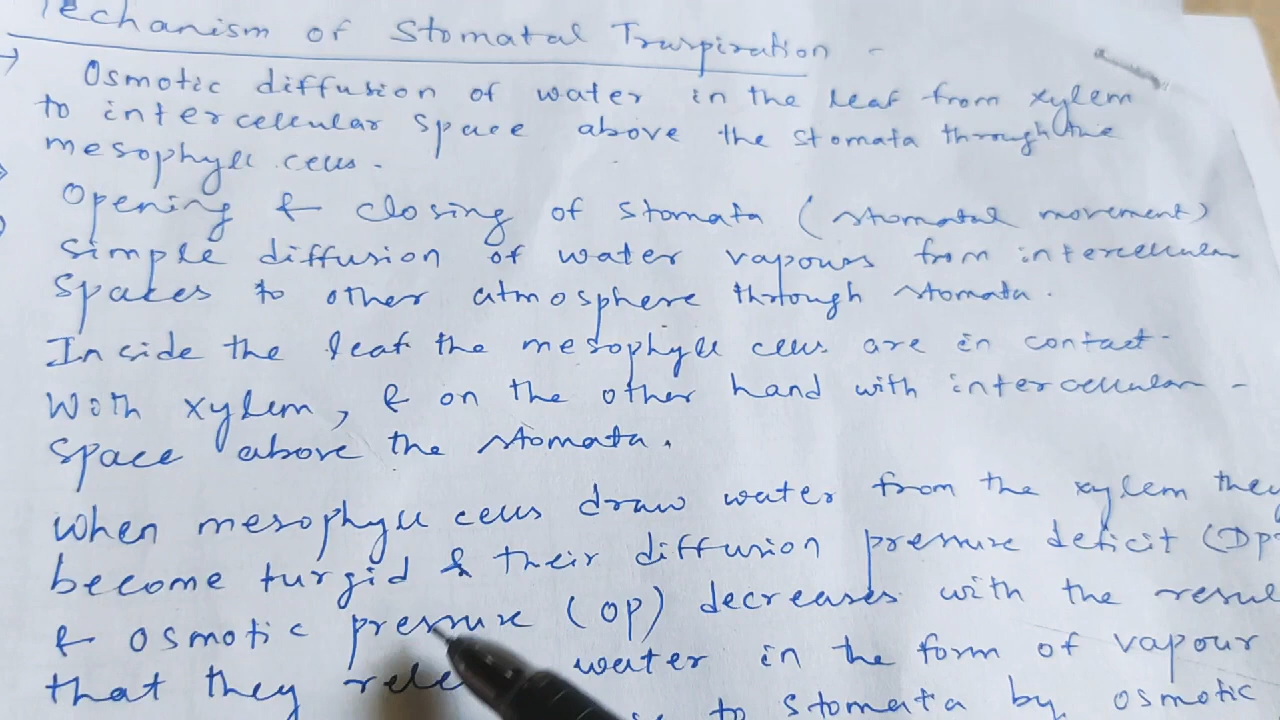 Mechanism of Stomatal Transpiration -
→ Osmotic diffusion of water in the leaf from xylem
to intercellular space above the stomata through the
mesophyll cells.
Opening & closing of stomata (stomatal movement)
simple diffusion of water vapours from intercellular
spaces to other atmosphere through stomata.
Inside the leaf the mesophyll cells are in contact-
with xylem, & on the other hand with intercellular -
space above the stomata.
when mesophyll cells draw water from the xylem they
become turgid & their diffusion pressure deficit (DP
& osmotic pressure (OP) decreases with the resul
that they water in the form of vapour
to stomata by osmotic